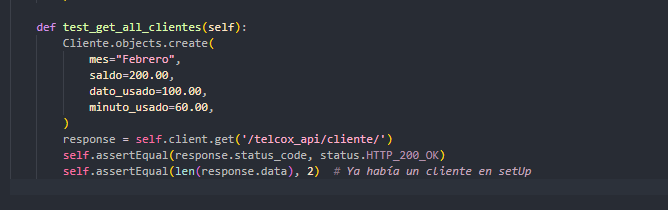 def test_get_all_clientes(self):
    Cliente.objects.create(
        mes="Febrero",
        saldo=200.00,
        dato_usado=100.00,
        minuto_usado=60.00,
    )
    response = self.client.get('/telcox_api/cliente/')
    self.assertEqual(response.status_code, status.HTTP_200_OK)
    self.assertEqual(len(response.data), 2)  # Ya había un cliente en setUp